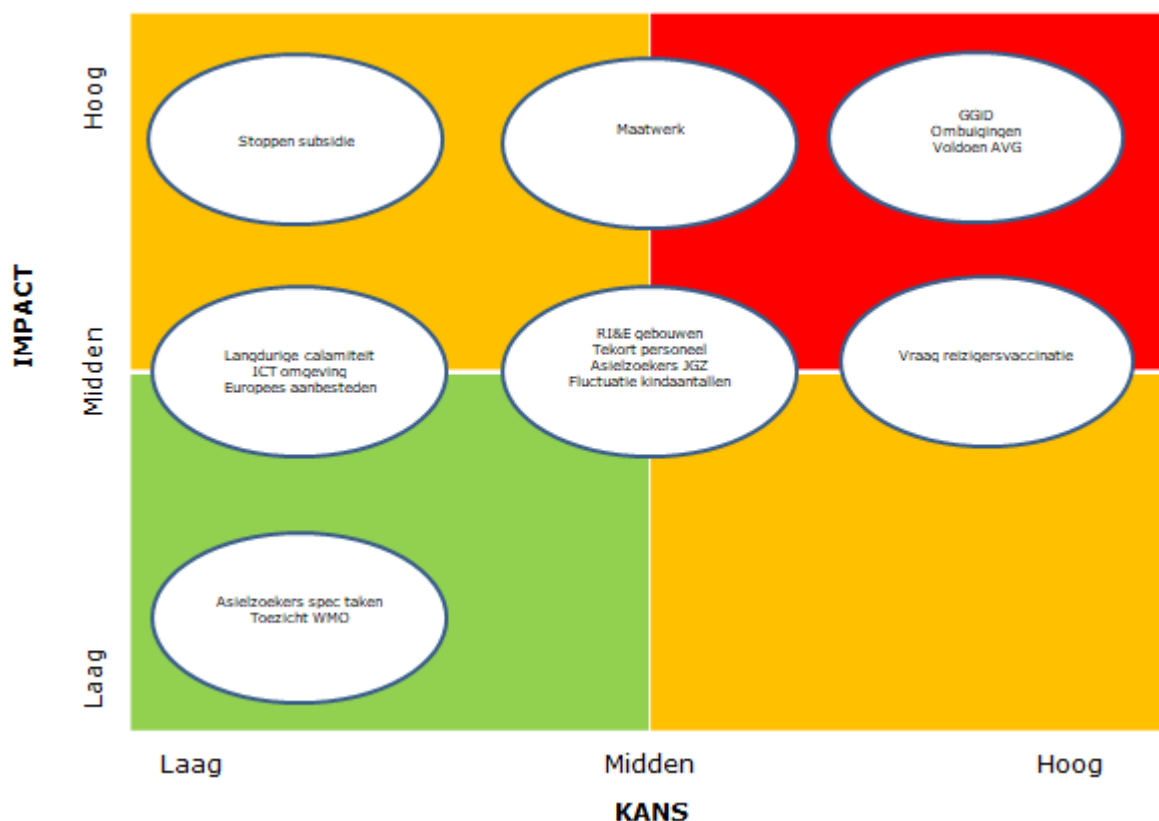 Hoog
Stoppen subsidie
Maatwerk
GGiD
Ombuigingen
Voldoen AVG
IMPACT
Midden
Langdurige calamiteit
ICT omgeving
Europees aanbesteden
RI&E gebouwen
Tekort personeel
Asielzoekers JGZ
Fluctuatie kindaantallen
Vraag reizigersvaccinatie
Asielzoekers spec taken
Toezicht WMO
Laag
Laag
Midden
Hoog
KANS